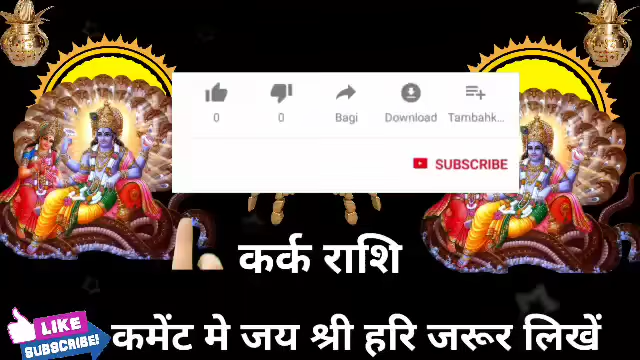 0 0 Bagi Download Tambahk...
SUBSCRIBE
कर्क राशि
LIKE
SUBSCRIBE!
कमेंट मे जय श्री हरि जरूर लिखें